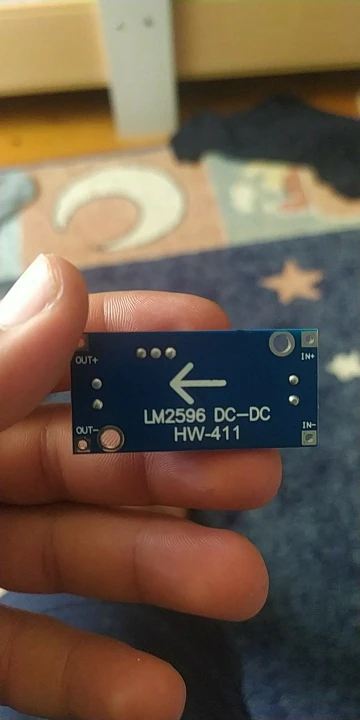 OUT+
IN+
LM2596 DC-DC
HW-411
OUT-
IN-